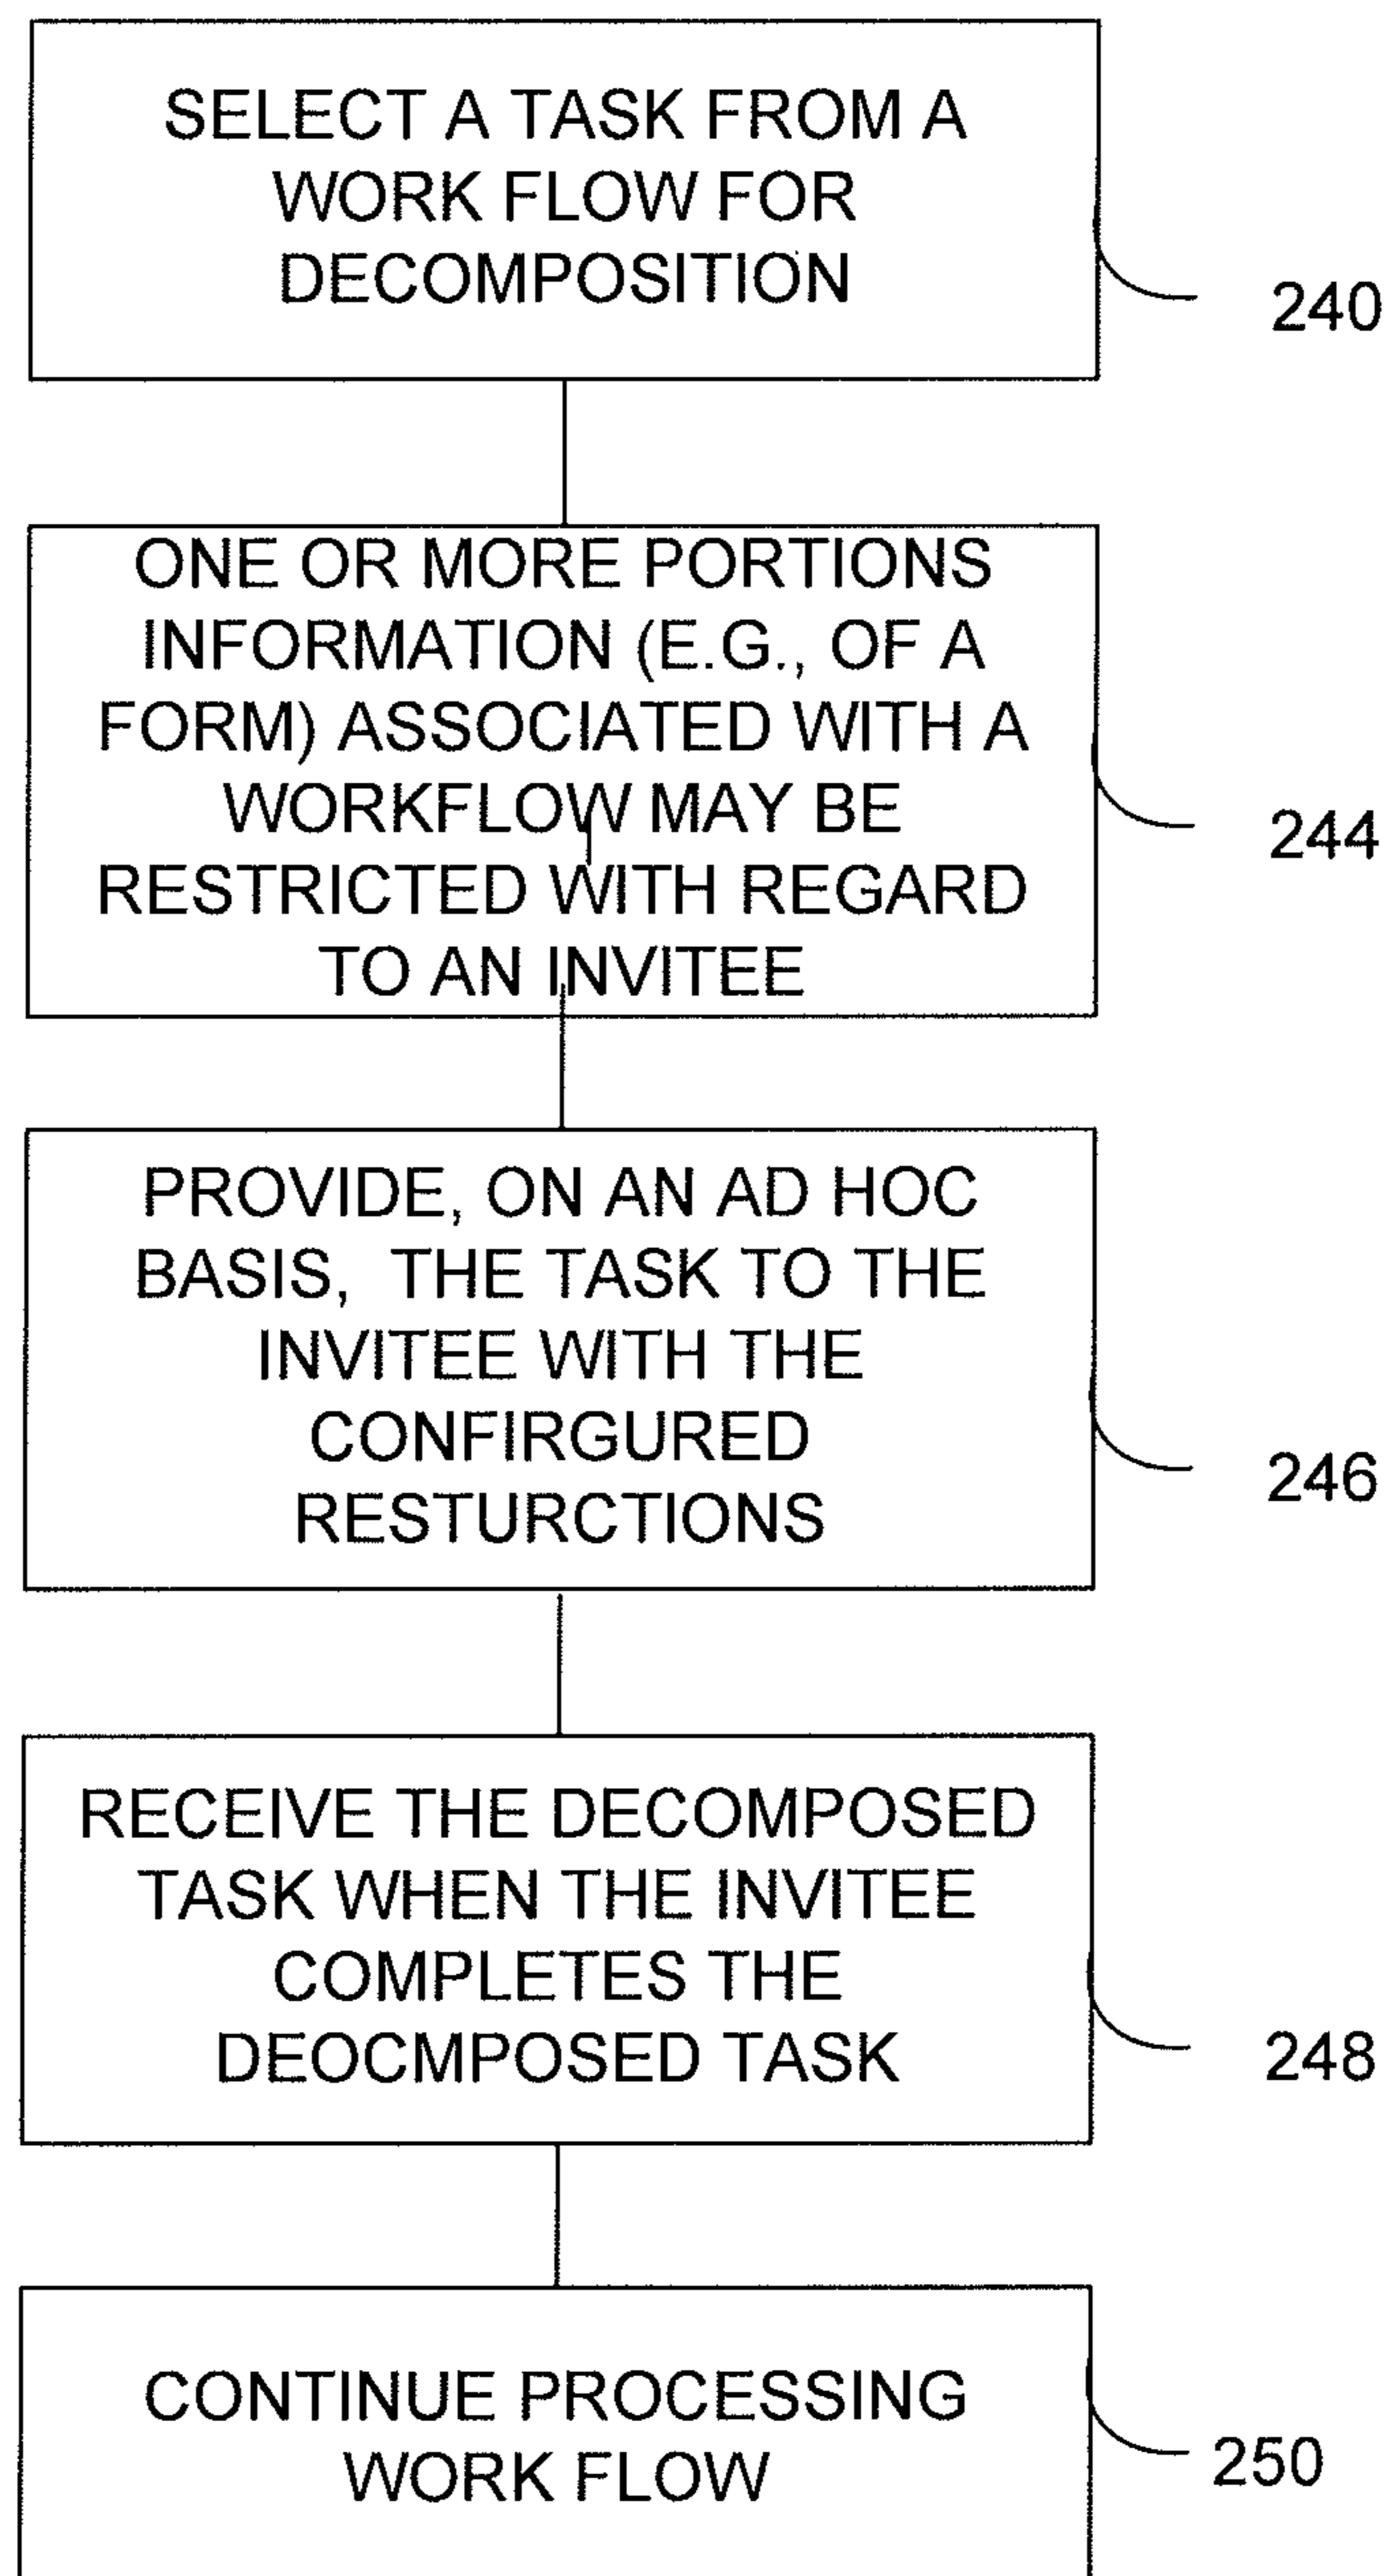 SELECT A TASK FROM A
WORK FLOW FOR
DECOMPOSITION
240
ONE OR MORE PORTIONS
INFORMATION (E.G., OF A
FORM) ASSOCIATED WITH A
WORKFLOW MAY BE
RESTRICTED WITH REGARD
TO AN INVITEE
244
PROVIDE, ON AN AD HOC
BASIS, THE TASK TO THE
INVITEE WITH THE
CONFIRGURED
RESTURCTIONS
246
RECEIVE THE DECOMPOSED
TASK WHEN THE INVITEE
COMPLETES THE
DEOCMPOSED TASK
248
CONTINUE PROCESSING
WORK FLOW
250